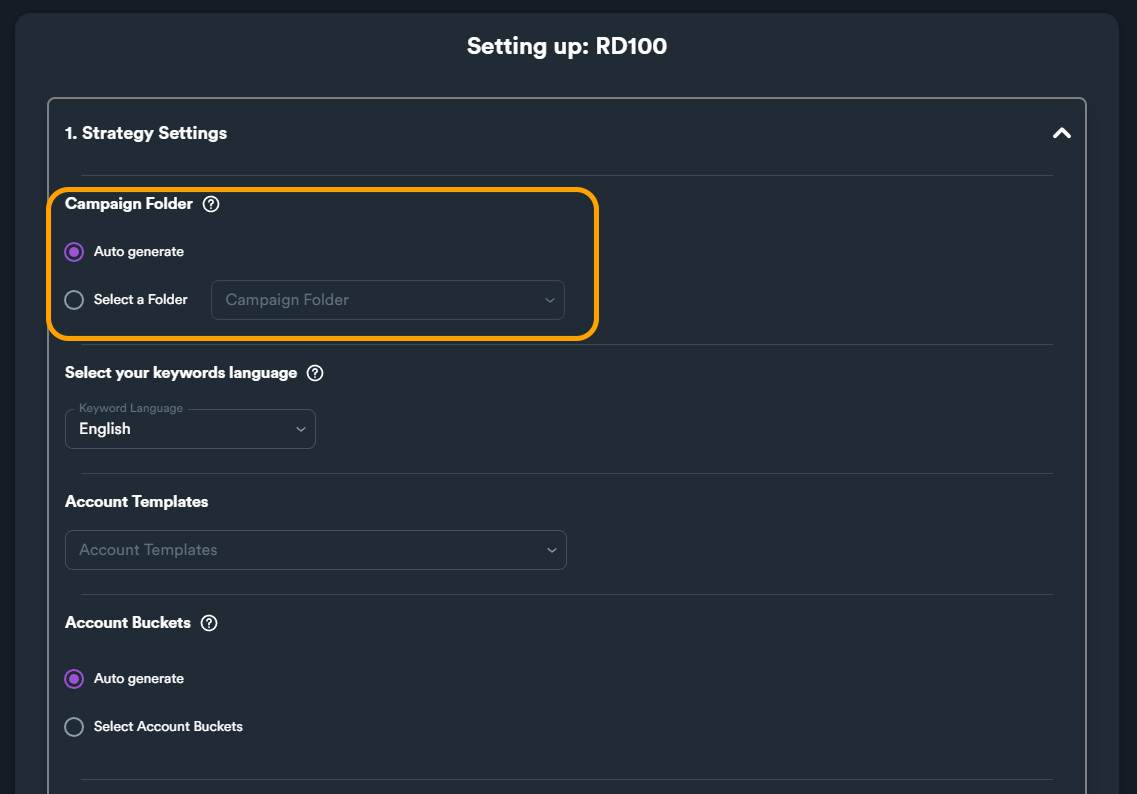 Setting up: RD100
1. Strategy Settings
Campaign Folder ?
Auto generate
Select a Folder Campaign Folder
Select your keywords language ?
Keyword Language
English
Account Templates
Account Templates
Account Buckets ?
Auto generate
Select Account Buckets